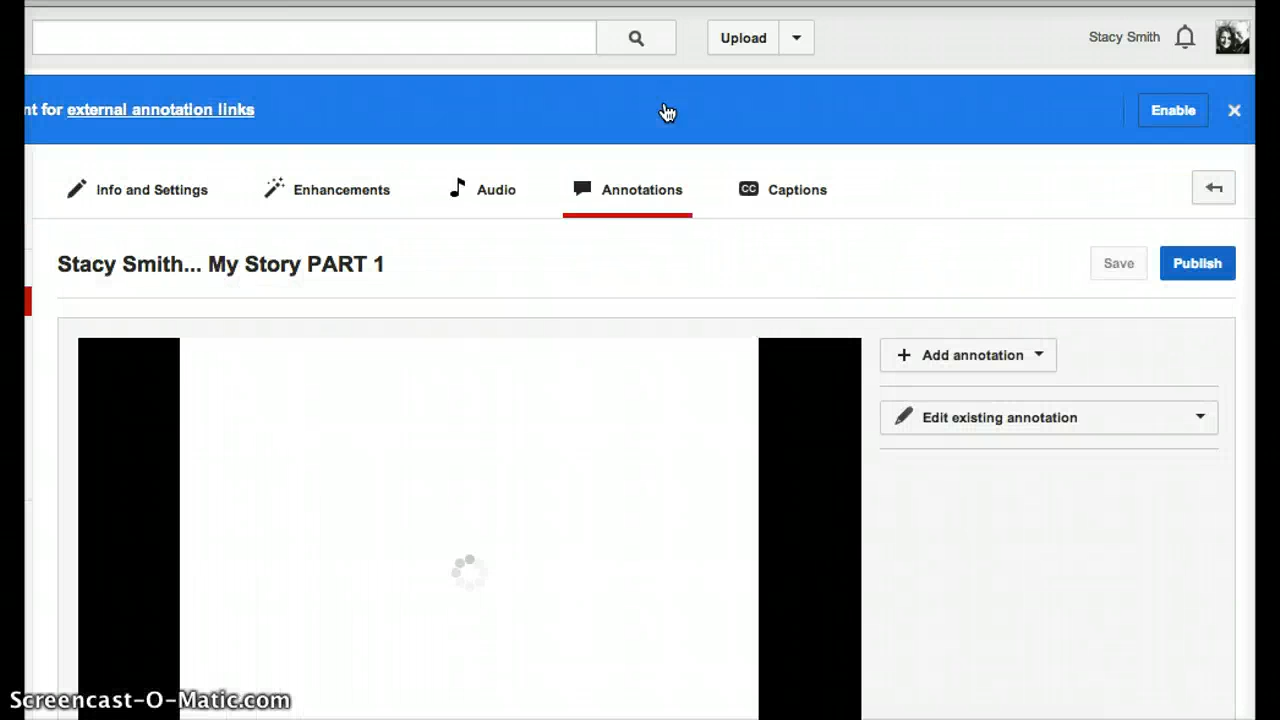 Upload
Stacy Smith
nt for external annotation links
Enable
Info and Settings
Enhancements
Audio
Annotations
CC Captions
Stacy Smith... My Story PART 1
Save
Publish
+ Add annotation
Edit existing annotation
Screencast-O-Matic.com